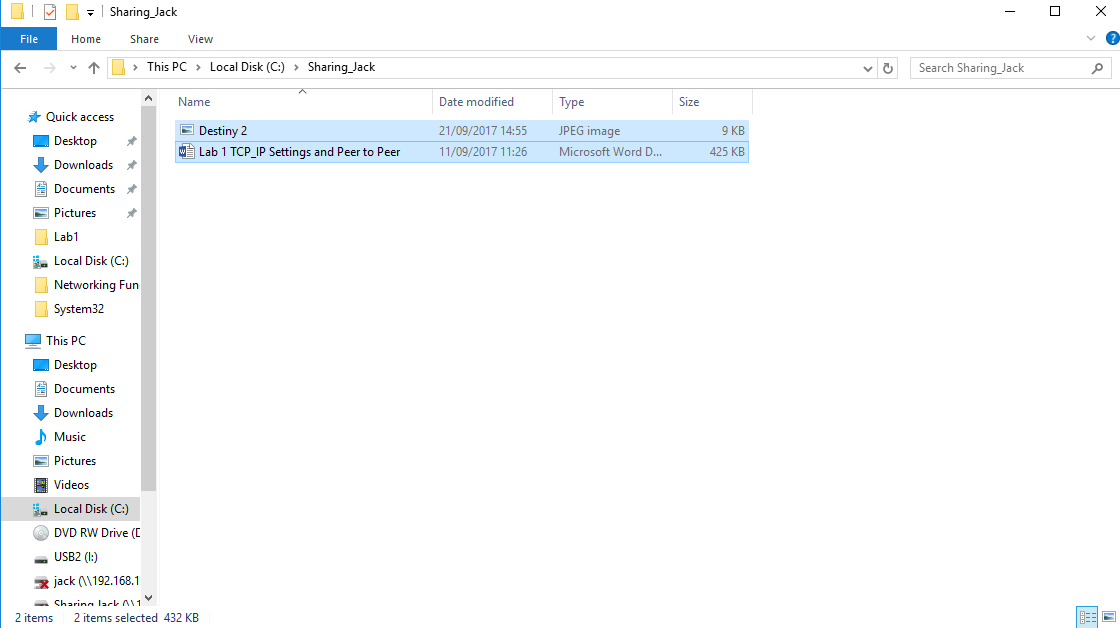 Sharing_Jack
File Home Share View
This PC Local Disk (C:) Sharing_Jack Search Sharing_Jack
Name Date modified Type Size
Destiny 2 21/09/2017 14:55 JPEG image 9 KB
Lab 1 TCP_IP Settings and Peer to Peer 11/09/2017 11:26 Microsoft Word D... 425 KB
Quick access
Desktop
Downloads
Documents
Pictures
Lab1
Local Disk (C:)
Networking Fun
System32
This PC
Desktop
Documents
Downloads
Music
Pictures
Videos
Local Disk (C:)
DVD RW Drive (D
USB2 (I:)
jack (\\192.168.1
Sharing Jack (\\1
2 items 2 items selected 432 KB